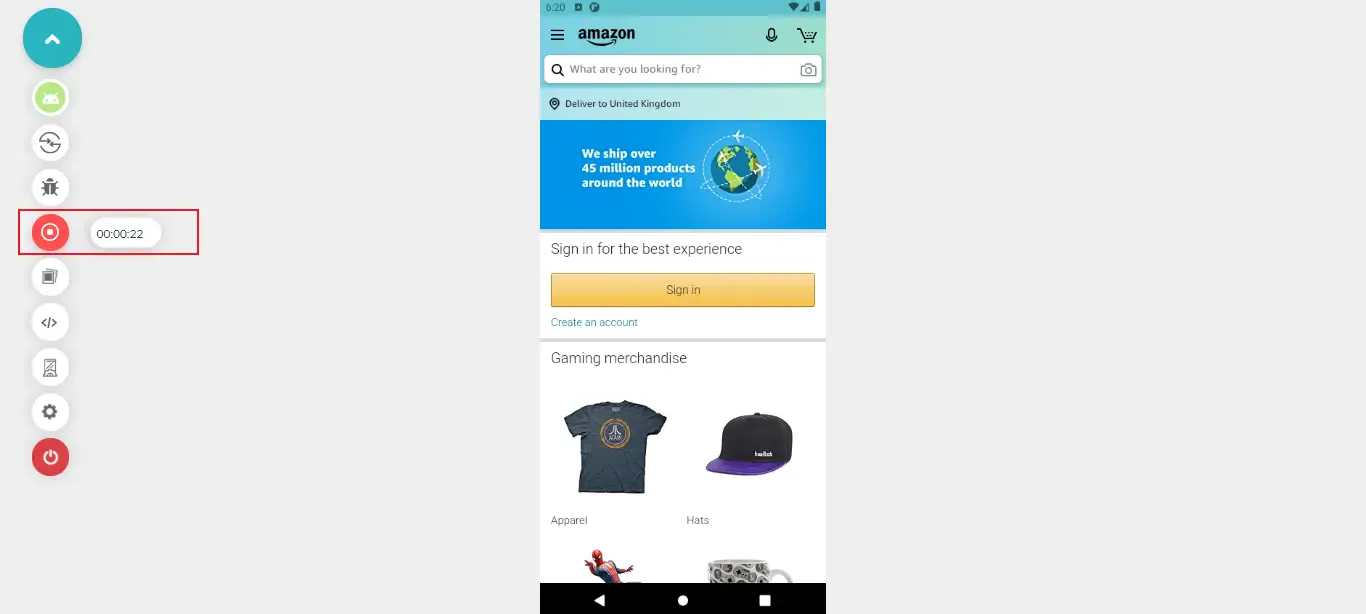 6:20
amazon
What are you looking for?
Deliver to United Kingdom
We ship over
45 million products
around the world
00:00:22
Sign in for the best experience
Sign in
Create an account
Gaming merchandise
ATARI
Apparel
Hats